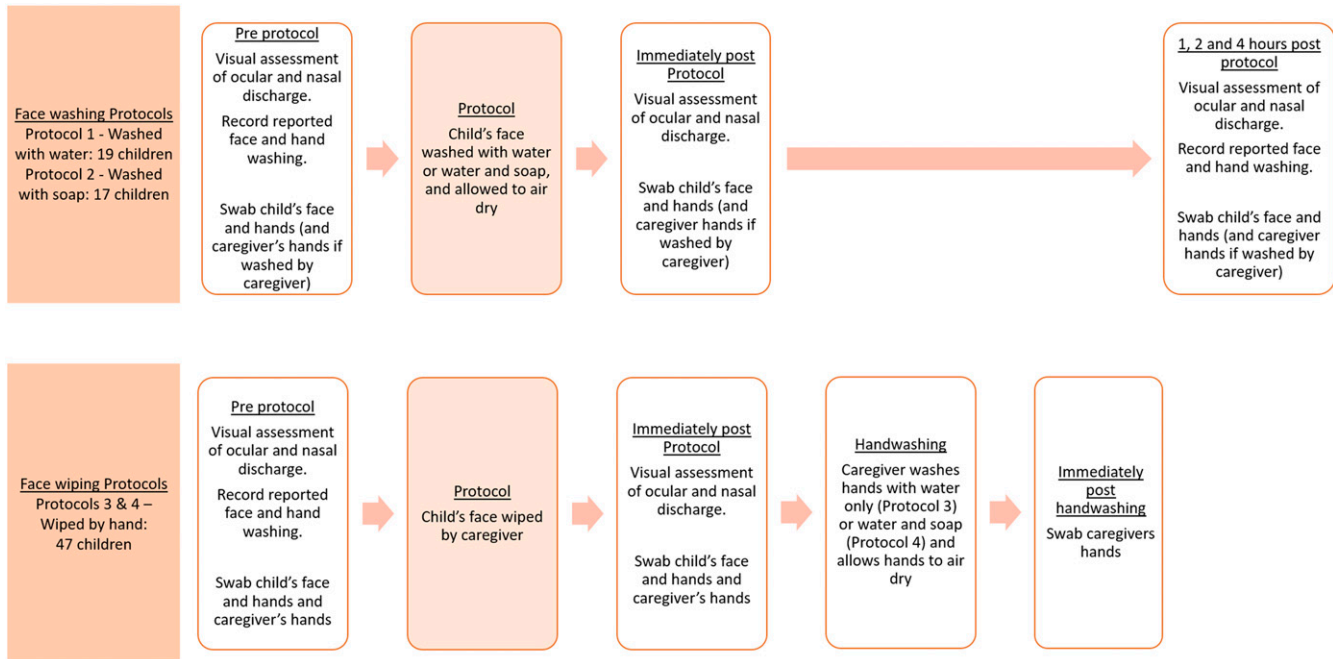 Face washing Protocols
Protocol 1 - Washed
with water: 19 children
Protocol 2 - Washed
with soap: 17 children
Pre protocol
Visual assessment
of ocular and nasal
discharge.
Record reported
face and hand
washing.
Swab child's face
and hands (and
caregiver's hands if
washed by
caregiver)
Protocol
Child's face
washed with water
or water and soap,
and allowed to air
dry
Immediately post
Protocol
Visual assessment
of ocular and nasal
discharge.
Swab child's face
and hands (and
caregiver hands if
washed by
caregiver)
1, 2 and 4 hours post
protocol
Visual assessment of
ocular and nasal
discharge.
Record reported face
and hand washing.
Swab child's face and
hands (and caregiver
hands if washed by
caregiver)
Face wiping Protocols
Protocols 3 & 4 –
Wiped by hand:
47 children
Pre protocol
Visual assessment
of ocular and nasal
discharge.
Record reported
face and hand
washing.
Swab child's face
and hands and
caregiver's hands
Protocol
Child's face wiped
by caregiver
Immediately post
Protocol
Visual assessment of
ocular and nasal
discharge.
Swab child's face
and hands and
caregiver's hands
Handwashing
Caregiver washes
hands with water
only (Protocol 3)
or water and soap
(Protocol 4) and
allows hands to air
dry
Immediately
post
handwashing
Swab caregivers
hands